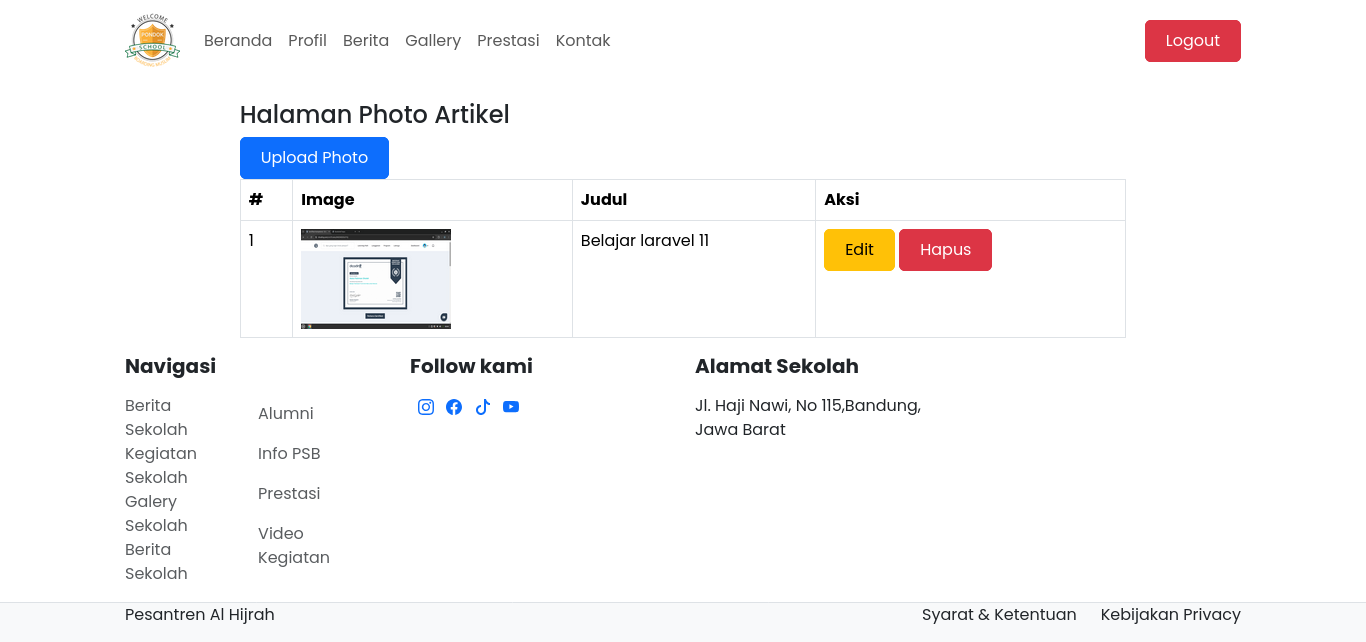 WELCOME
PONDOK
SCHOOL
Beranda Profil Berita Gallery Prestasi Kontak
Logout
Halaman Photo Artikel
Upload Photo
# Image Judul Aksi
1 Belajar laravel 11 Edit Hapus
Navigasi
Berita
Sekolah
Kegiatan
Sekolah
Galery
Sekolah
Berita
Sekolah
Alumni
Info PSB
Prestasi
Video
Kegiatan
Follow kami
Alamat Sekolah
Jl. Haji Nawi, No 115,Bandung,
Jawa Barat
Pesantren Al Hijrah
Syarat & Ketentuan Kebijakan Privacy